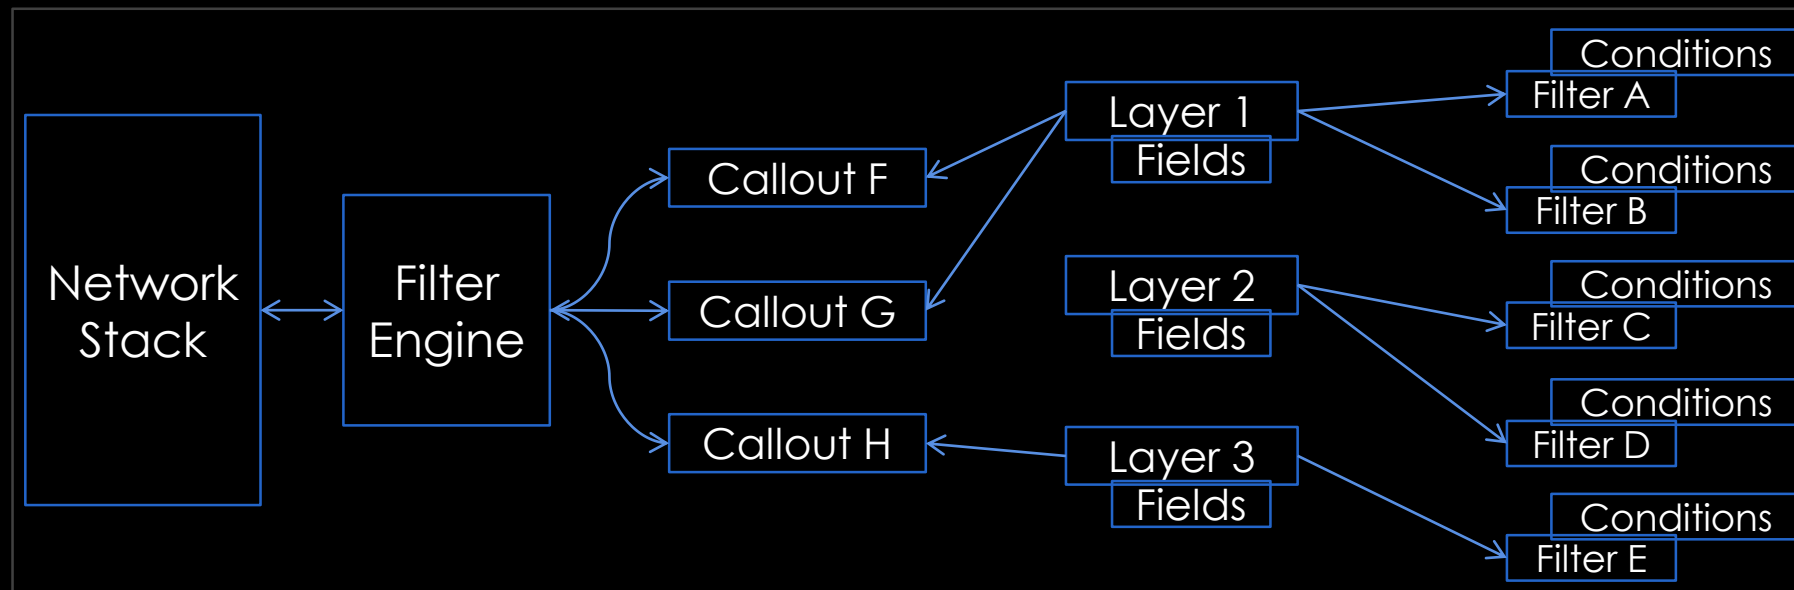 Network
Stack
Filter
Engine
Callout F
Callout G
Callout H
Layer 1
Fields
Layer 2
Fields
Layer 3
Fields
Conditions
Filter A
Conditions
Filter B
Conditions
Filter C
Conditions
Filter D
Conditions
Filter E